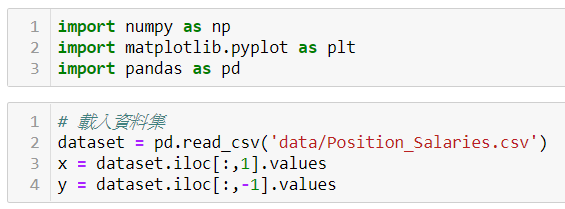 1 import numpy as np
2 import matplotlib.pyplot as plt
3 import pandas as pd
1 # 載入資料集
2 dataset = pd.read_csv('data/Position_Salaries.csv')
3 x = dataset.iloc[:,1].values
4 y = dataset.iloc[:,-1].values